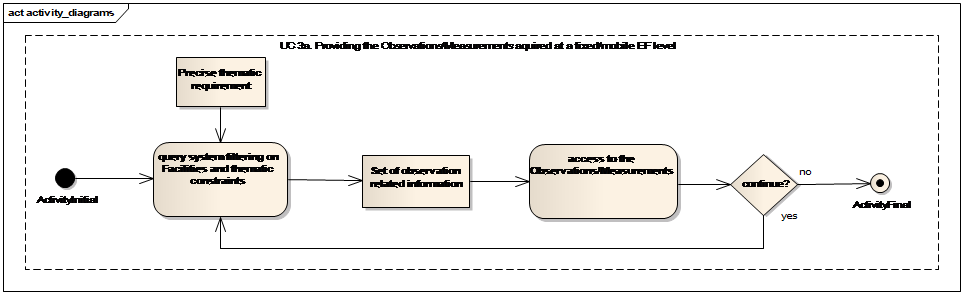 act activity_diagrams
UC 3a. Providing the Observations/Measurements aquired at a fixed/mobile EF level
Precise thematic
requirement
query system filtering on
Facilities and thematic
constraints
Set of observation
related information
access to the
Observations/Measurements
continue?
no
yes
ActivityInitial
ActivityFinal